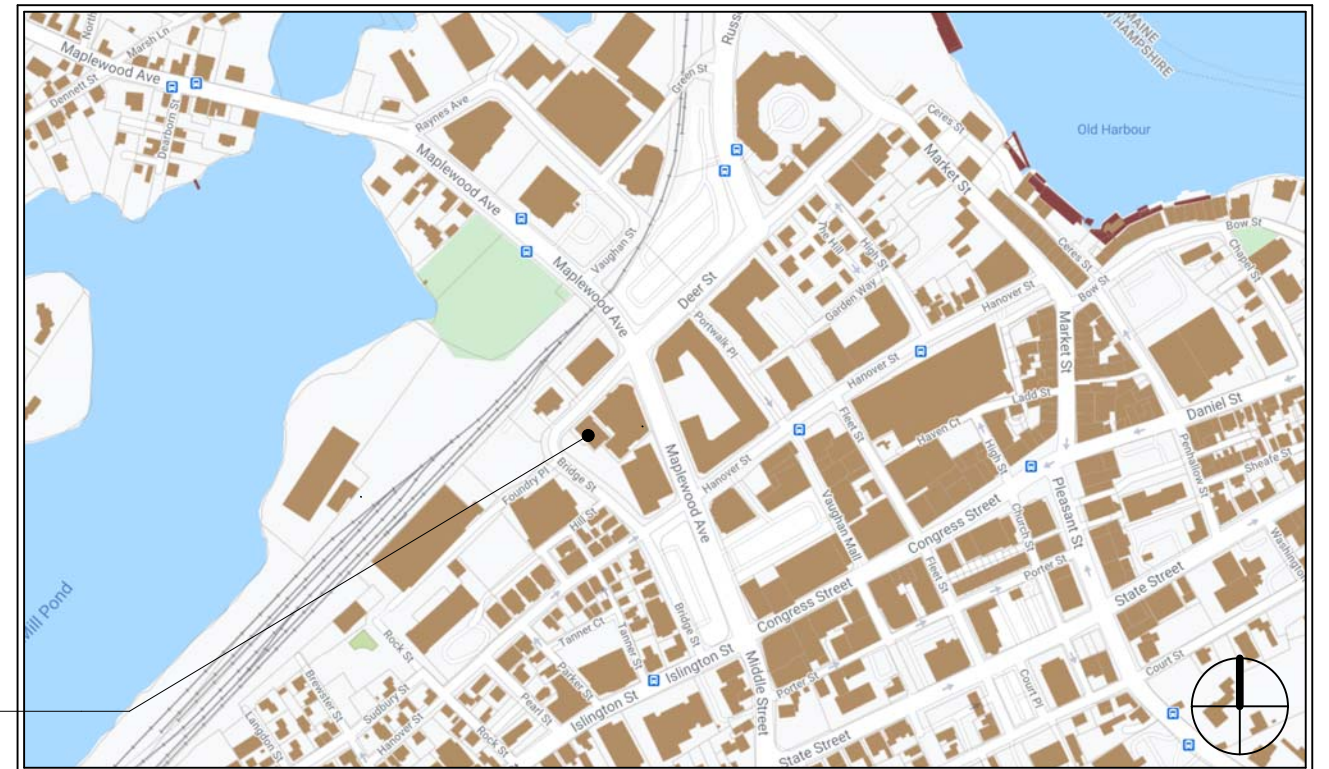 MAINE
NEW HAMPSHIRE
Marsh Ln
Maplewood Ave
Dennett St
Dearborn St
Green St
Raynes Ave
Ceres St
Old Harbour
Maplewood Ave
Market St
Bow St
The Hill
High St
Ceres St
Chapel St
Vaughan St
Maplewood Ave
Deer St
Garden Way
Hanover St
Bow St
Portwalk Pl
Market St
Hanover St
Ladd St
Daniel St
Fleet St
Haven Ct
High St
Penhallow St
Sheafe St
Maplewood Ave
Hanover St
Bridge St
Foundry Pl
Hill St
Vaughan Mall
Congress Street
Church St
Pleasant St
Porter St
Washington
Fleet St
State Street
Mill Pond
Congress Street
Bridge St
Tanner Ct
Tanner St
Rock St
Islington St
Middle Street
Porter St
Court St
Court Pl
Parker St
Pearl St
Islington St
Brewster St
Sudbury St
Hanover St
Rock St
Langdon St
State Street